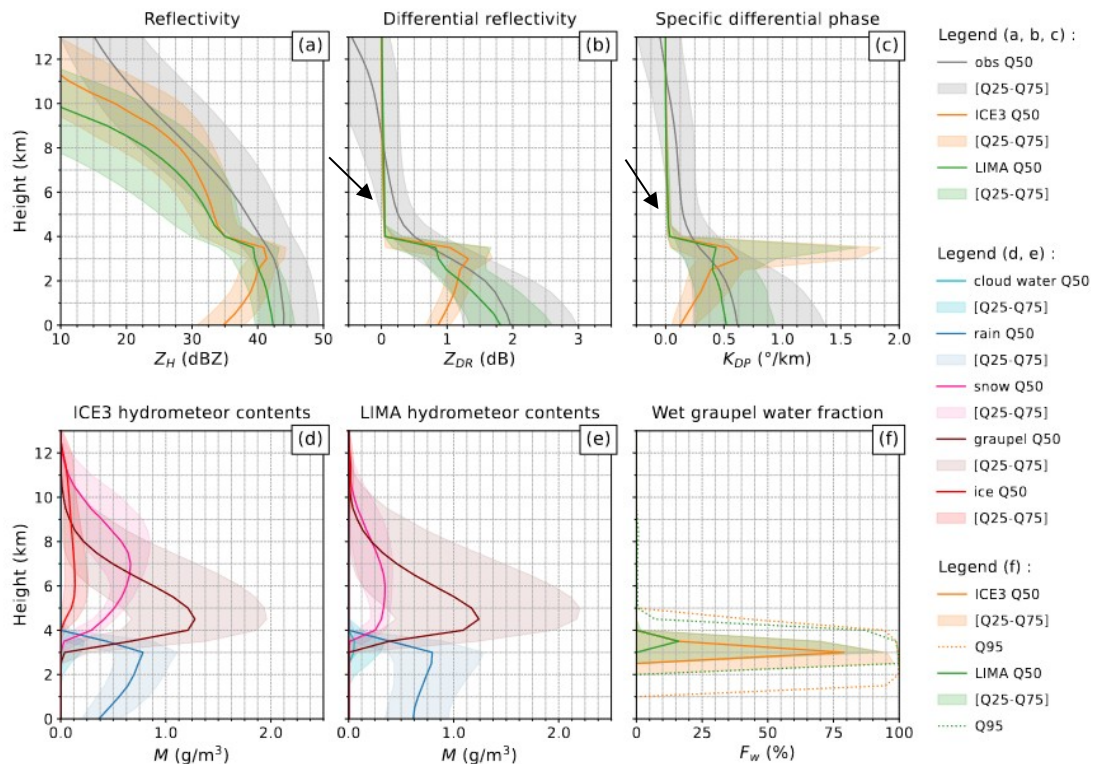 Reflectivity
Differential reflectivity
Specific differential phase
(a)
(b)
(c)
Height (km)
12
10
8
6
4
2
0
10 20 30 40 50
0 1 2 3
0.0 0.5 1.0 1.5 2.0
Z_H (dBZ)
Z_DR (dB)
K_DP (°/km)
Legend (a, b, c) :
obs Q50
[Q25-Q75]
ICE3 Q50
[Q25-Q75]
LIMA Q50
[Q25-Q75]
ICE3 hydrometeor contents
LIMA hydrometeor contents
Wet graupel water fraction
(d)
(e)
(f)
Height (km)
12
10
8
6
4
2
0
0.0 1.0 2.0
0.0 1.0 2.0
0 25 50 75 100
M (g/m³)
M (g/m³)
F_w (%)
Legend (d, e) :
cloud water Q50
[Q25-Q75]
rain Q50
[Q25-Q75]
snow Q50
[Q25-Q75]
graupel Q50
[Q25-Q75]
ice Q50
[Q25-Q75]
Legend (f) :
ICE3 Q50
[Q25-Q75]
Q95
LIMA Q50
[Q25-Q75]
Q95